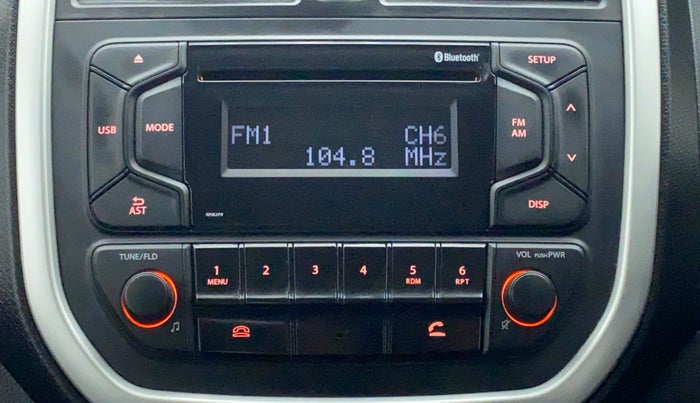 Bluetooth
SETUP
USB
MODE
FM1 CH6
104.8 MHz
FM
AM
AST
DISP
TUNE/FLD
VOL PUSH PWR
1 2 3 4 5 6
MENU RDM RPT